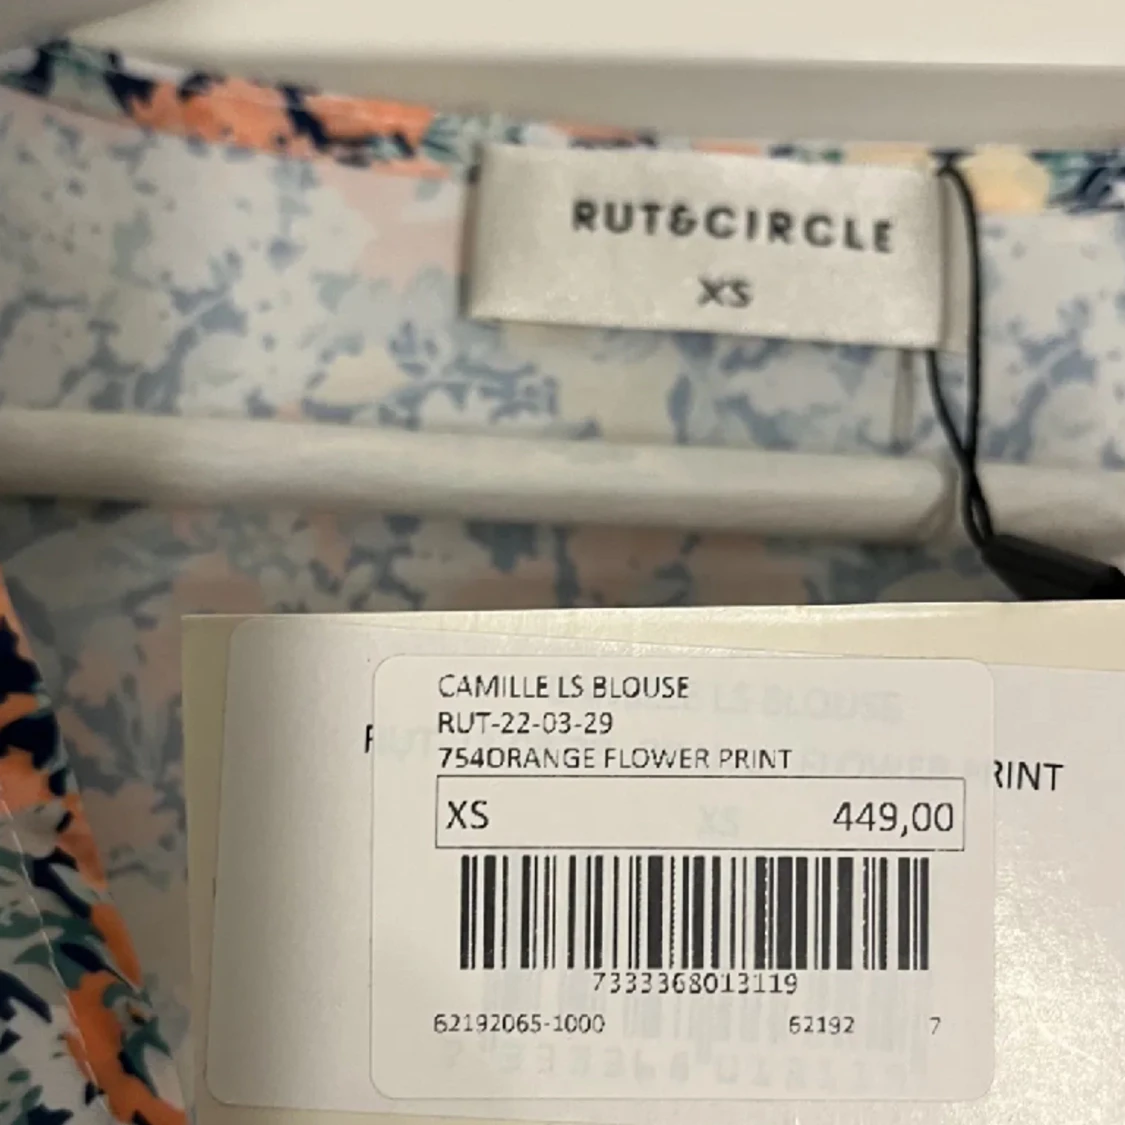 RUT&CIRCLE
XS
CAMILLE LS BLOUSE
RUT-22-03-29
754ORANGE FLOWER PRINT
RINT
XS 449,00
7333368013119
62192065-1000 62192 7